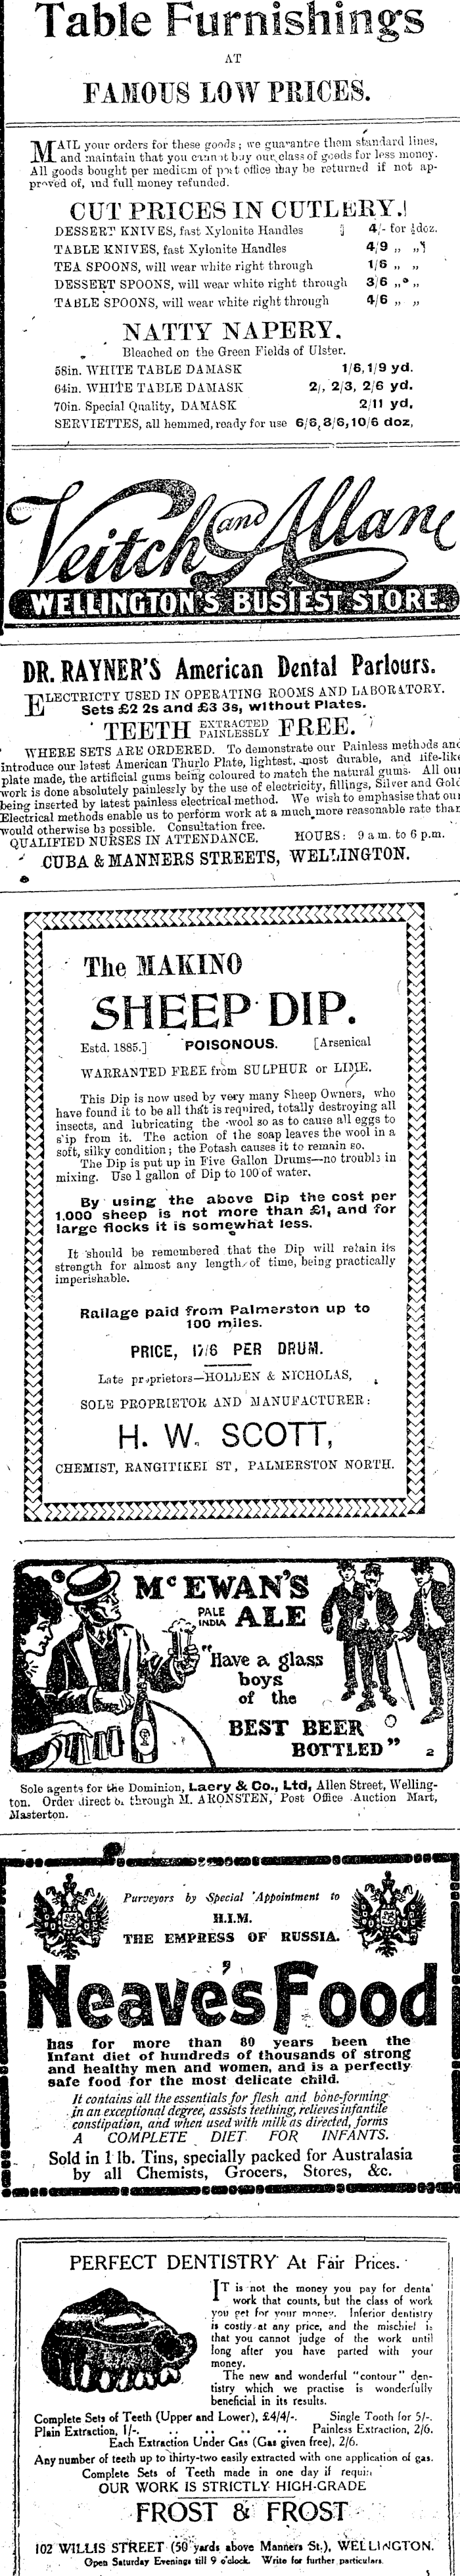 Table Furnishings
AT
FAMOUS LOW PRICES.
MAIL your orders for these goods; we guarantee them standard lines,
and maintain that you cannot buy our class of goods for less money.
All goods bought per medium of post office may be returned if not ap-
proved of, and full money refunded.
CUT PRICES IN CUTLERY.
DESSERT KNIVES, fast Xylonite Handles 4/- for ½doz.
TABLE KNIVES, fast Xylonite Handles 4/9 „ „
TEA SPOONS, will wear white right through 1/6 „ „
DESSERT SPOONS, will wear white right through 3/6 „ „
TABLE SPOONS, will wear white right through 4/6 „ „
NATTY NAPERY.
Bleached on the Green Fields of Ulster.
58in. WHITE TABLE DAMASK 1/6, 1/9 yd.
64in. WHITE TABLE DAMASK 2/, 2/3, 2/6 yd.
70in. Special Quality, DAMASK 2/11 yd,
SERVIETTES, all hemmed, ready for use 6/6, 8/6, 10/6 doz,
Veitch and Allan
WELLINGTON'S BUSIEST STORE.
DR. RAYNER'S American Dental Parlours.
ELECTRICTY USED IN OPERATING ROOMS AND LABORATORY.
Sets £2 2s and £3 3s, without Plates.
TEETH EXTRACTED PAINLESSLY FREE.
WHERE SETS ARE ORDERED. To demonstrate our Painless methods and
introduce our latest American Thurlo Plate, lightest, most durable, and life-like
plate made, the artificial gums being coloured to match the natural gums. All our
work is done absolutely painlessly by the use of electricity, fillings, Silver and Gold
being inserted by latest painless electrical method. We wish to emphasise that our
Electrical methods enable us to perform work at a much more reasonable rate than
would otherwise be possible. Consultation free.
QUALIFIED NURSES IN ATTENDANCE. HOURS: 9 a m. to 6 p.m.
CUBA & MANNERS STREETS, WELLINGTON.
The MAKINO
SHEEP DIP.
Estd. 1885.] POISONOUS. [Arsenical
WARRANTED FREE from SULPHUR or LIME.
This Dip is now used by very many Sheep Owners, who
have found it to be all that is required, totally destroying all
insects, and lubricating the wool so as to cause all eggs to
slip from it. The action of the soap leaves the wool in a
soft, silky condition; the Potash causes it to remain so.
The Dip is put up in Five Gallon Drums—no trouble in
mixing. Use 1 gallon of Dip to 100 of water.
By using the above Dip the cost per
1,000 sheep is not more than £1, and for
large flocks it is somewhat less.
It should be remembered that the Dip will retain its
strength for almost any length of time, being practically
imperishable.
Railage paid from Palmerston up to
100 miles.
PRICE, 17/6 PER DRUM.
Late proprietors—HOLDEN & NICHOLAS,
SOLE PROPRIETOR AND MANUFACTURER:
H. W. SCOTT,
CHEMIST, RANGITIKEI ST, PALMERSTON NORTH.
McEWAN'S
PALE INDIA ALE
"Have a glass
boys
of the
BEST BEER
BOTTLED"
2
Sole agents for the Dominion, Laery & Co., Ltd, Allen Street, Welling-
ton. Order direct or through M. ARONSTEN, Post Office Auction Mart,
Masterton.
Purveyors by Special Appointment to
H.I.M.
THE EMPRESS OF RUSSIA.
Neave's Food
has for more than 80 years been the
Infant diet of hundreds of thousands of strong
and healthy men and women, and is a perfectly
safe food for the most delicate child.
It contains all the essentials for flesh and bone-forming
in an exceptional degree, assists teething, relieves infantile
constipation, and when used with milk as directed, forms
A COMPLETE DIET FOR INFANTS.
Sold in 1 lb. Tins, specially packed for Australasia
by all Chemists, Grocers, Stores, &c.
PERFECT DENTISTRY At Fair Prices.
IT is not the money you pay for dental
work that counts, but the class of work
you get for your money. Inferior dentistry
is costly at any price, and the mischief is
that you cannot judge of the work until
long after you have parted with your
money.
The new and wonderful "contour" den-
tistry which we practise is wonderfully
beneficial in its results.
Complete Sets of Teeth (Upper and Lower), £4/4/-. Single Tooth for 5/-.
Plain Extraction, 1/-. .. .. .. .. Painless Extraction, 2/6.
Each Extraction Under Gas (Gas given free), 2/6.
Any number of teeth up to thirty-two easily extracted with one application of gas.
Complete Sets of Teeth made in one day if
OUR WORK IS STRICTLY HIGH-GRADE
FROST & FROST
102 WILLIS STREET (50 yards above Manners St.), WELLINGTON.
Open Saturday Evenings till 9 o'clock. Write for further particulars.